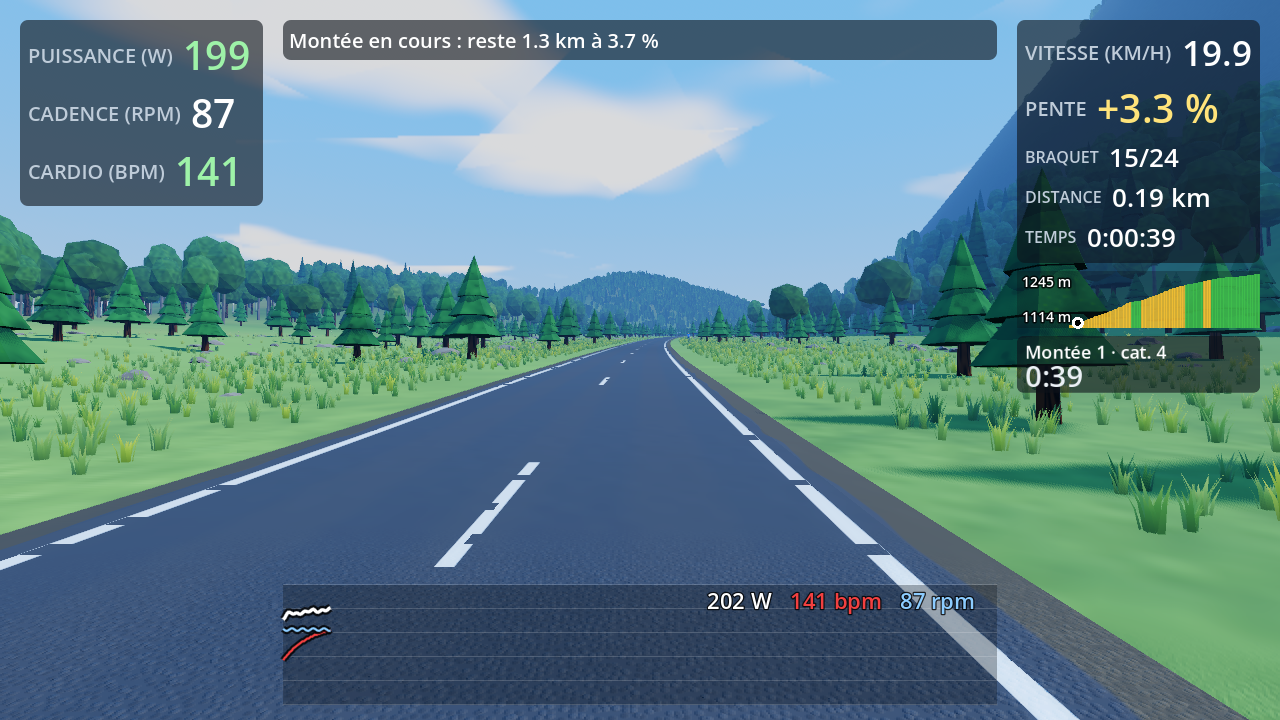 PUISSANCE (W) 199
CADENCE (RPM) 87
CARDIO (BPM) 141
Montée en cours : reste 1.3 km à 3.7 %
VITESSE (KM/H) 19.9
PENTE +3.3 %
BRAQUET 15/24
DISTANCE 0.19 km
TEMPS 0:00:39
1245 m
1114 m
Montée 1 · cat. 4
0:39
202 W 141 bpm 87 rpm